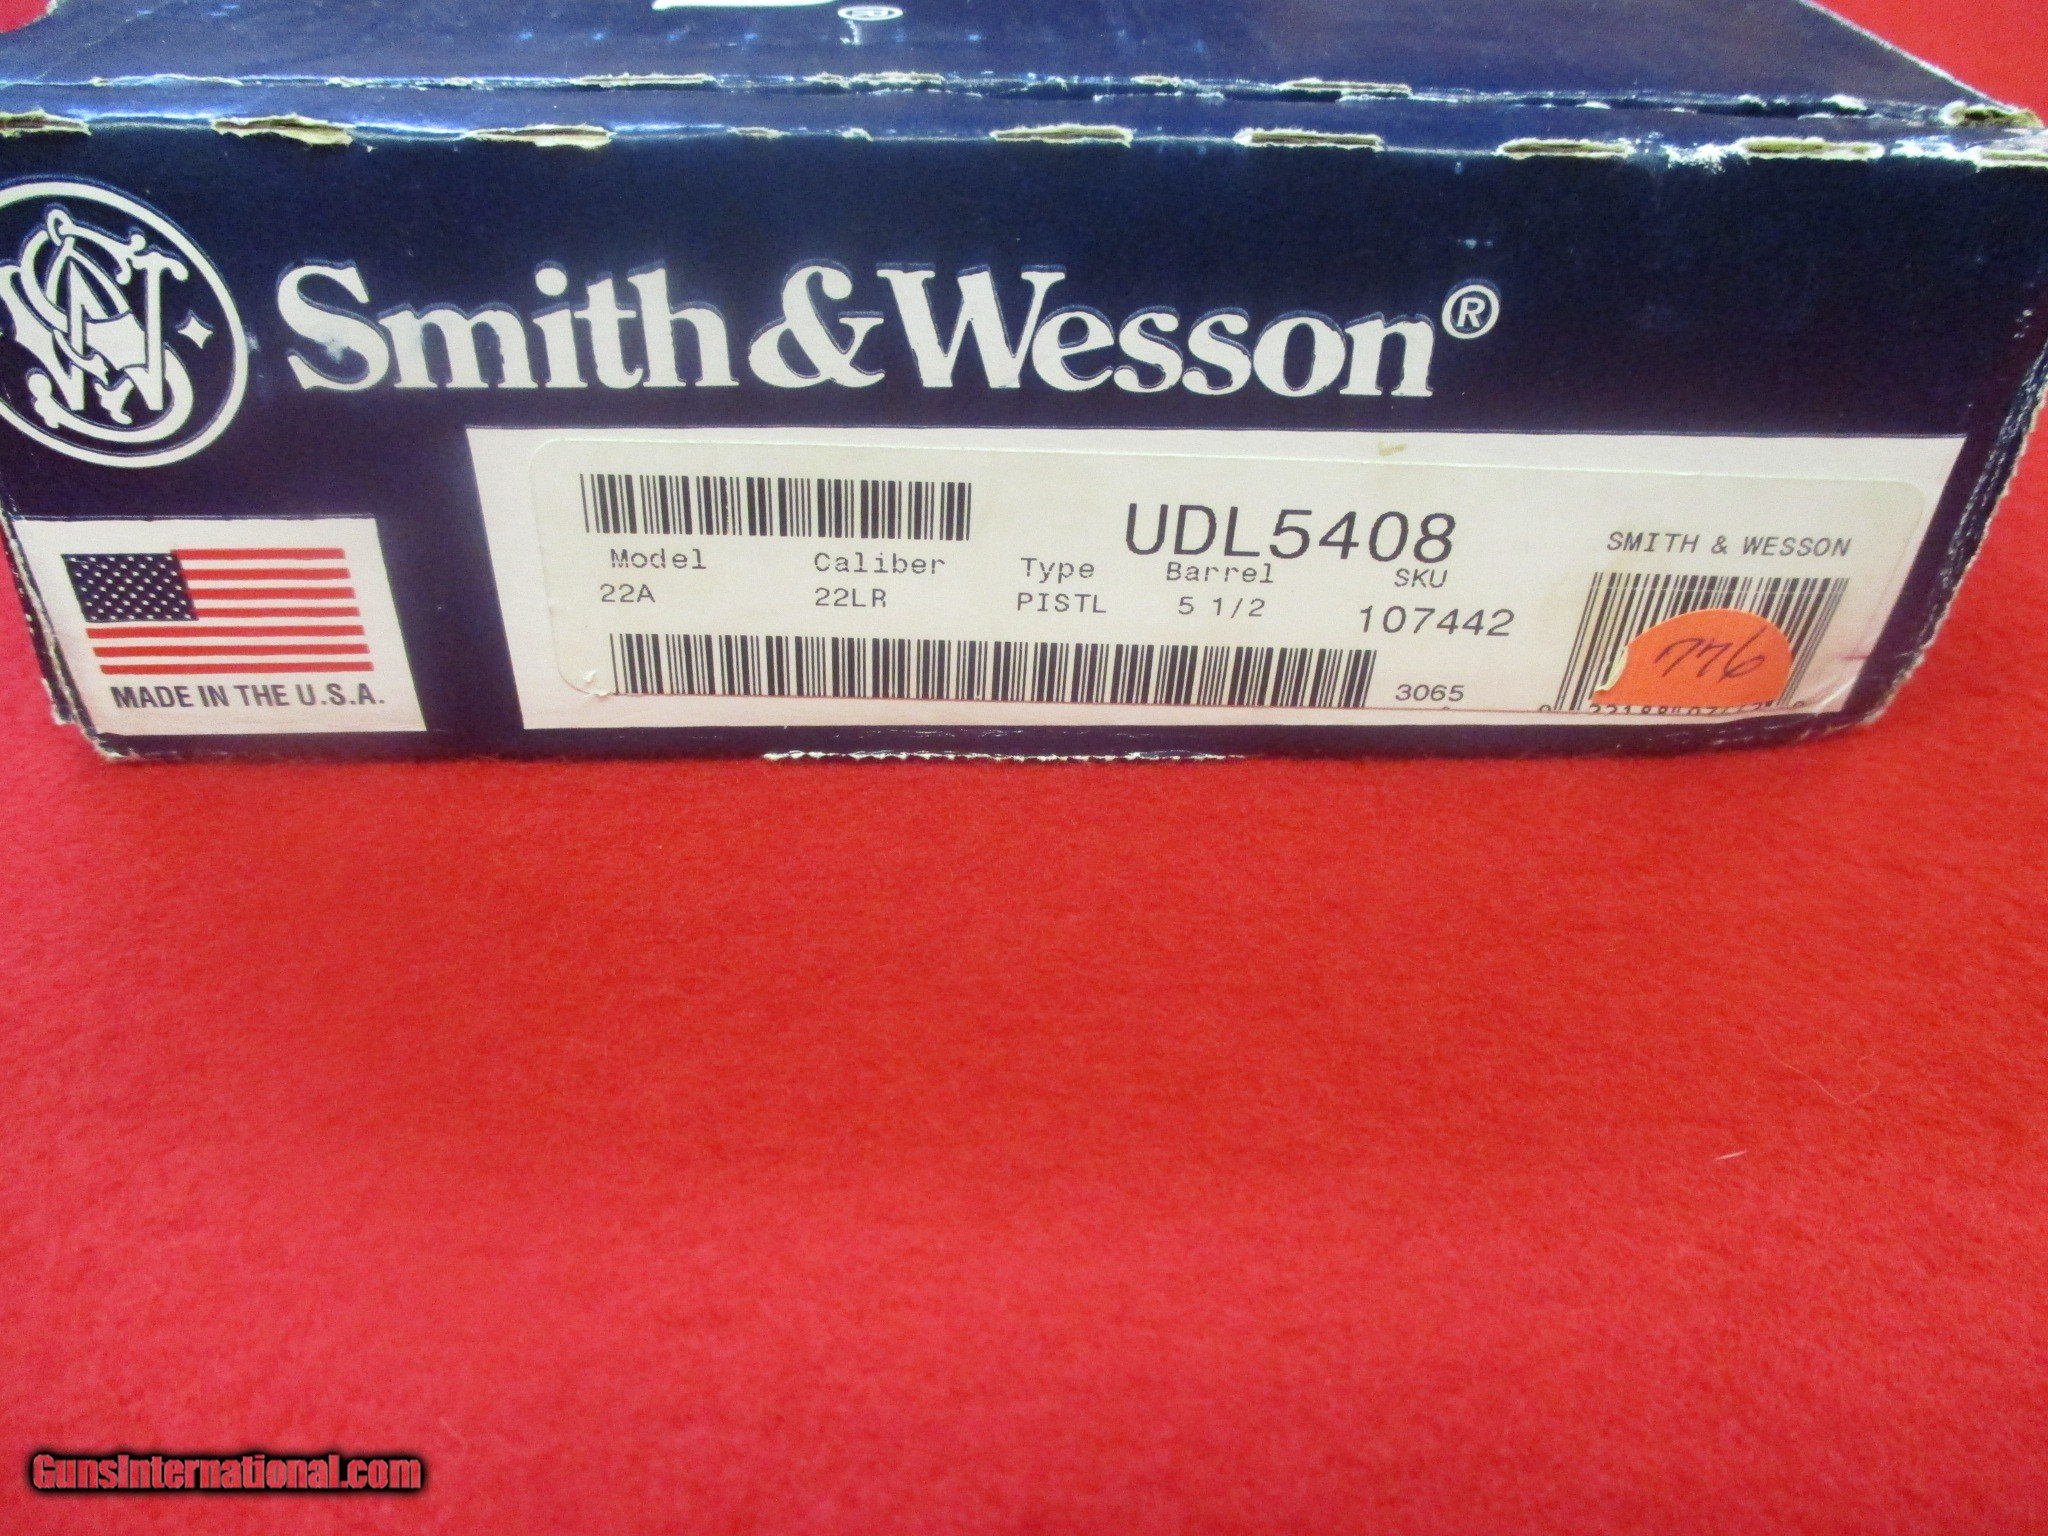 ®
Smith & Wesson®
UDL5408
SMITH & WESSON
Model Caliber Type Barrel SKU
22A 22LR PISTL 5 1/2 107442
776
3065
MADE IN THE U.S.A.
GunsInternational.com